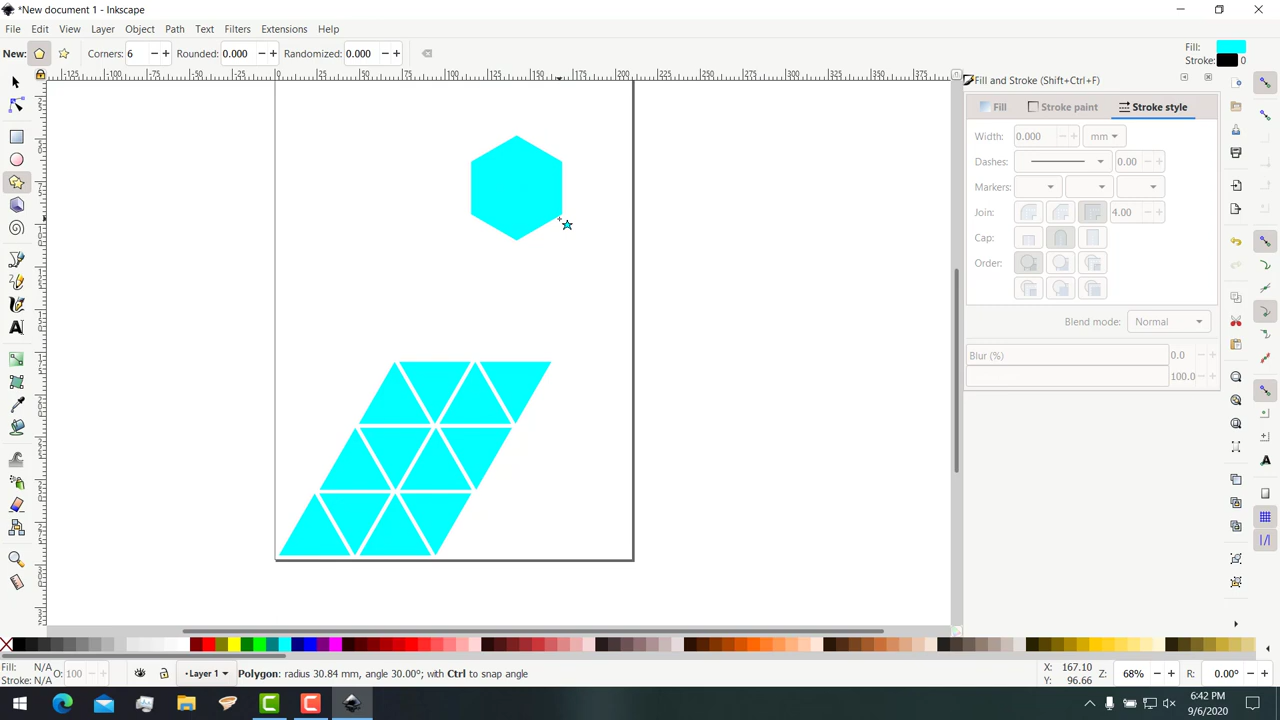 *New document 1 - Inkscape
File Edit View Layer Object Path Text Filters Extensions Help
New: Corners: 6 Rounded: 0.000 Randomized: 0.000
Fill:
Stroke: 0
Fill and Stroke (Shift+Ctrl+F)
Fill Stroke paint Stroke style
Width: 0.000 mm
Dashes: 0.00
Markers:
Join: 4.00
Cap:
Order:
Blend mode: Normal
Blur (%) 0.0
100.0
Fill: N/A
Stroke: N/A
O: 100
Layer 1
Polygon: radius 30.84 mm, angle 30.00°; with Ctrl to snap angle
X: 167.10
Y: 96.66
Z: 68%
R: 0.00°
6:42 PM
9/6/2020